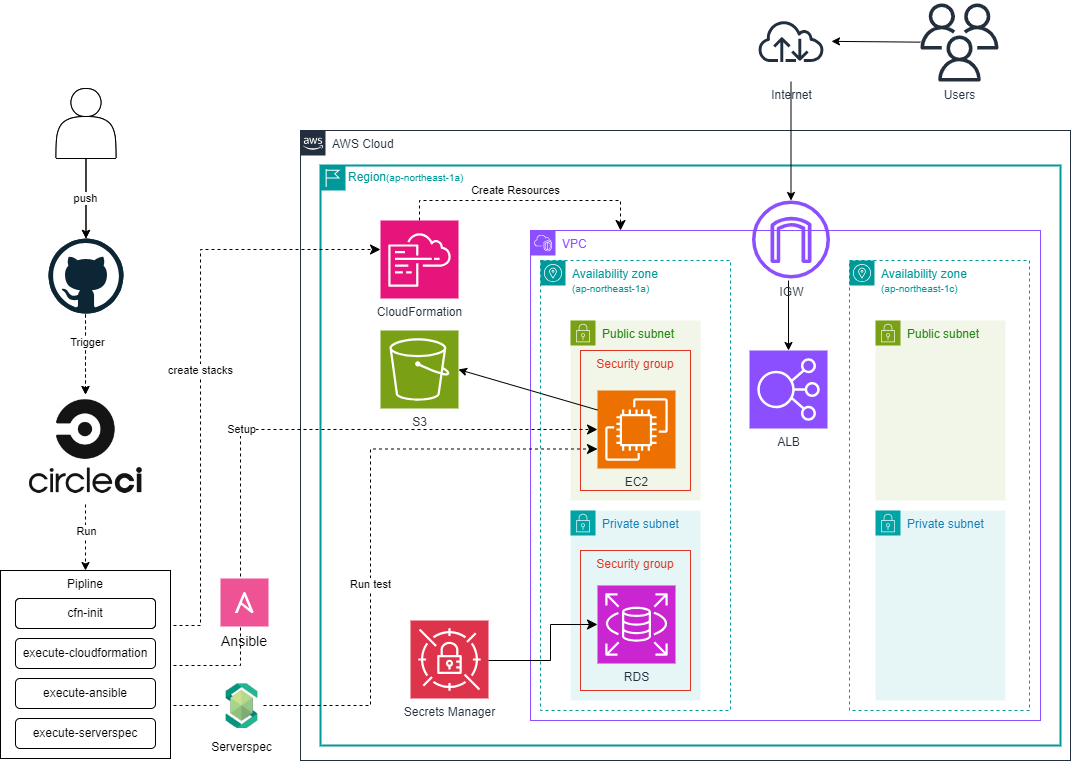 Internet
Users
aws
AWS Cloud
Region(ap-northeast-1a)
Create Resources
push
VPC
Availability zone
(ap-northeast-1a)
Availability zone
(ap-northeast-1c)
IGW
CloudFormation
Public subnet
Public subnet
Trigger
Security group
create stacks
S3
Setup
ALB
circleci
EC2
Run
Private subnet
Private subnet
Security group
Pipline
Run test
cfn-init
execute-cloudformation
execute-ansible
execute-serverspec
Ansible
RDS
Secrets Manager
Serverspec